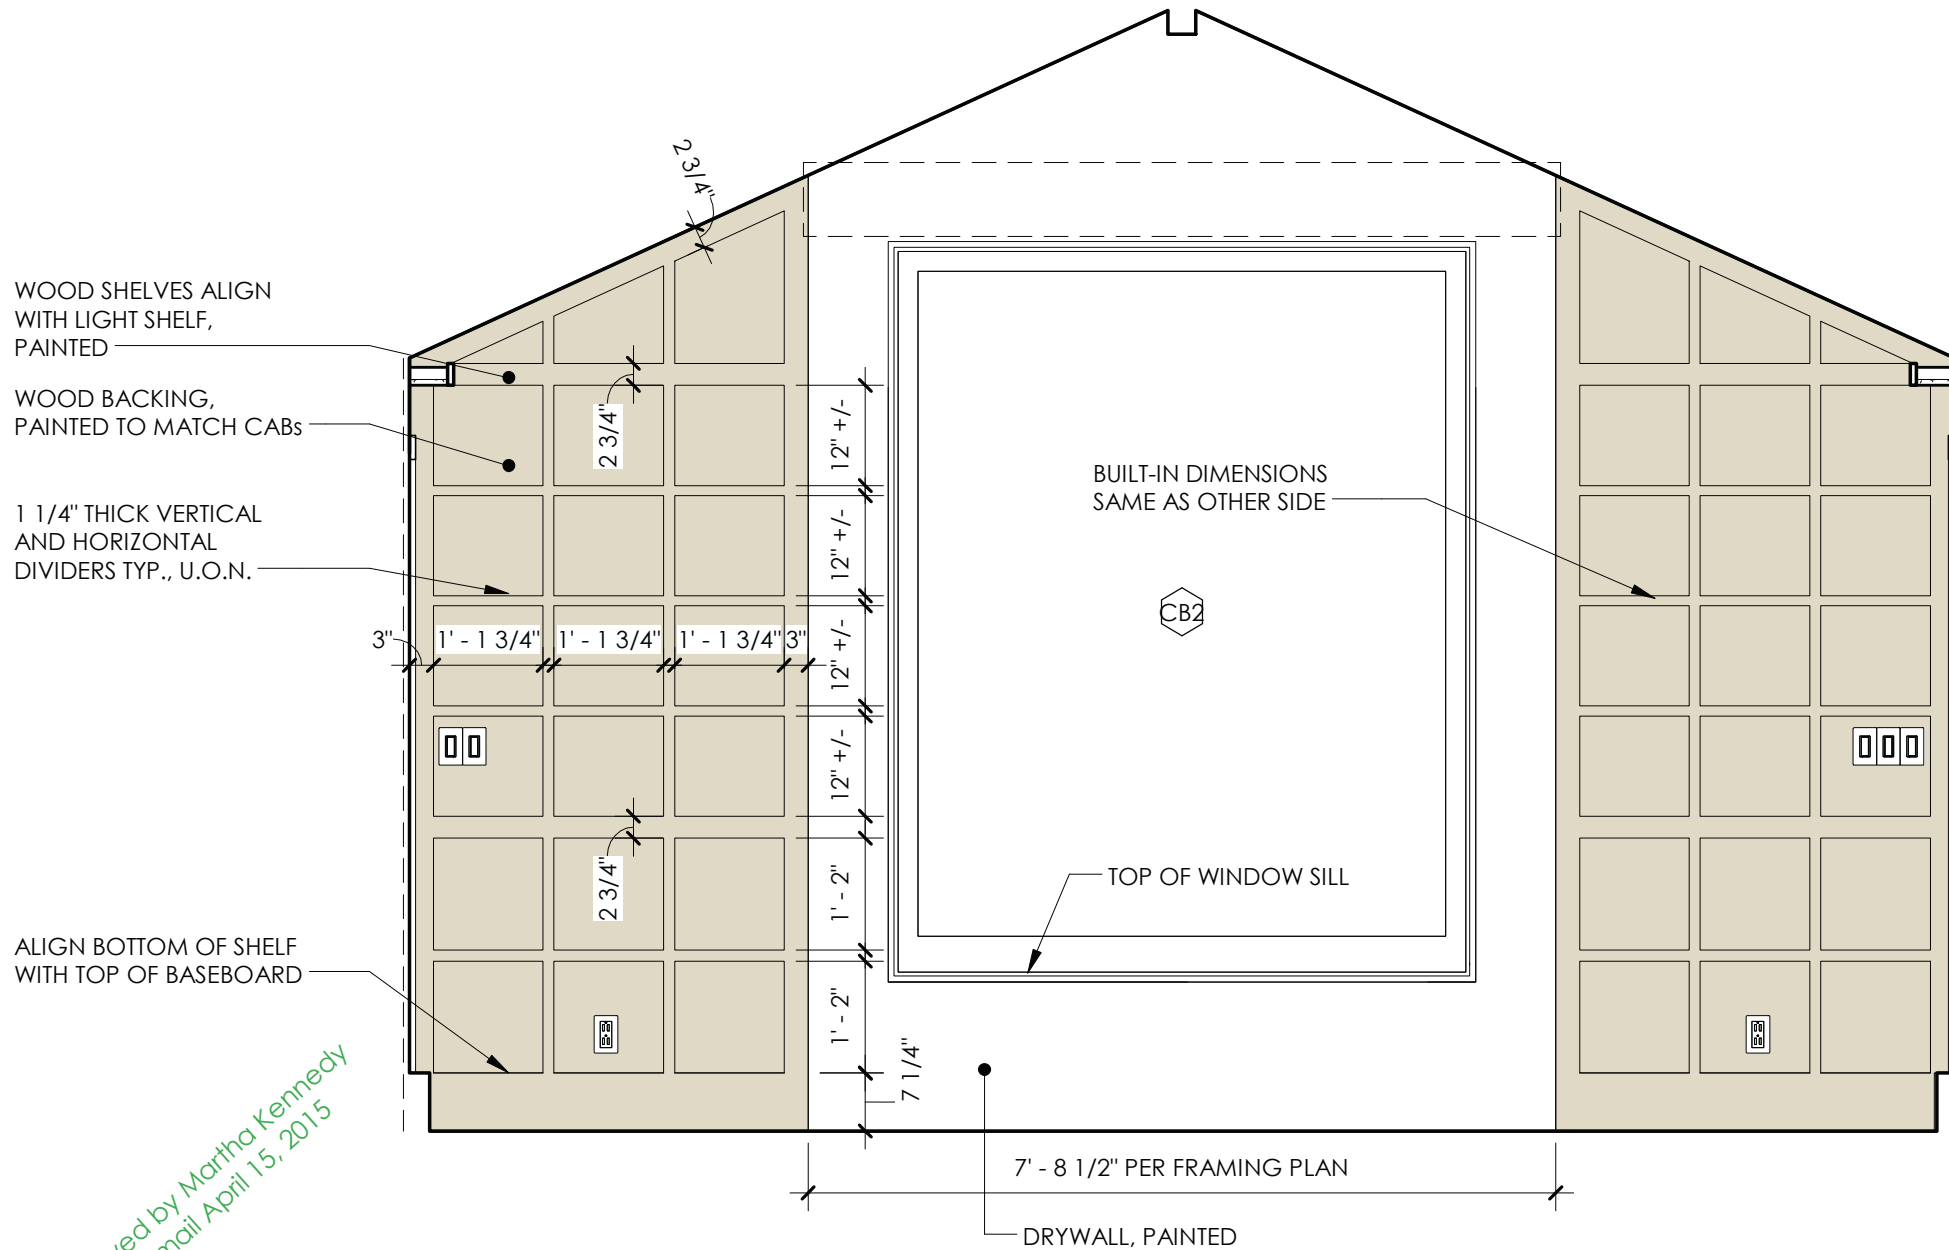 2 3/4"
WOOD SHELVES ALIGN
WITH LIGHT SHELF,
PAINTED
WOOD BACKING,
PAINTED TO MATCH CABs
1 1/4" THICK VERTICAL
AND HORIZONTAL
DIVIDERS TYP., U.O.N.
2 3/4"
12" +/-
12" +/-
12" +/-
12" +/-
3"
1' - 1 3/4"
1' - 1 3/4"
1' - 1 3/4"
3"
BUILT-IN DIMENSIONS
SAME AS OTHER SIDE
CB2
2 3/4"
1' - 2"
1' - 2"
7 1/4"
TOP OF WINDOW SILL
ALIGN BOTTOM OF SHELF
WITH TOP OF BASEBOARD
7' - 8 1/2" PER FRAMING PLAN
DRYWALL, PAINTED
by Martha Kennedy
April 15, 2015